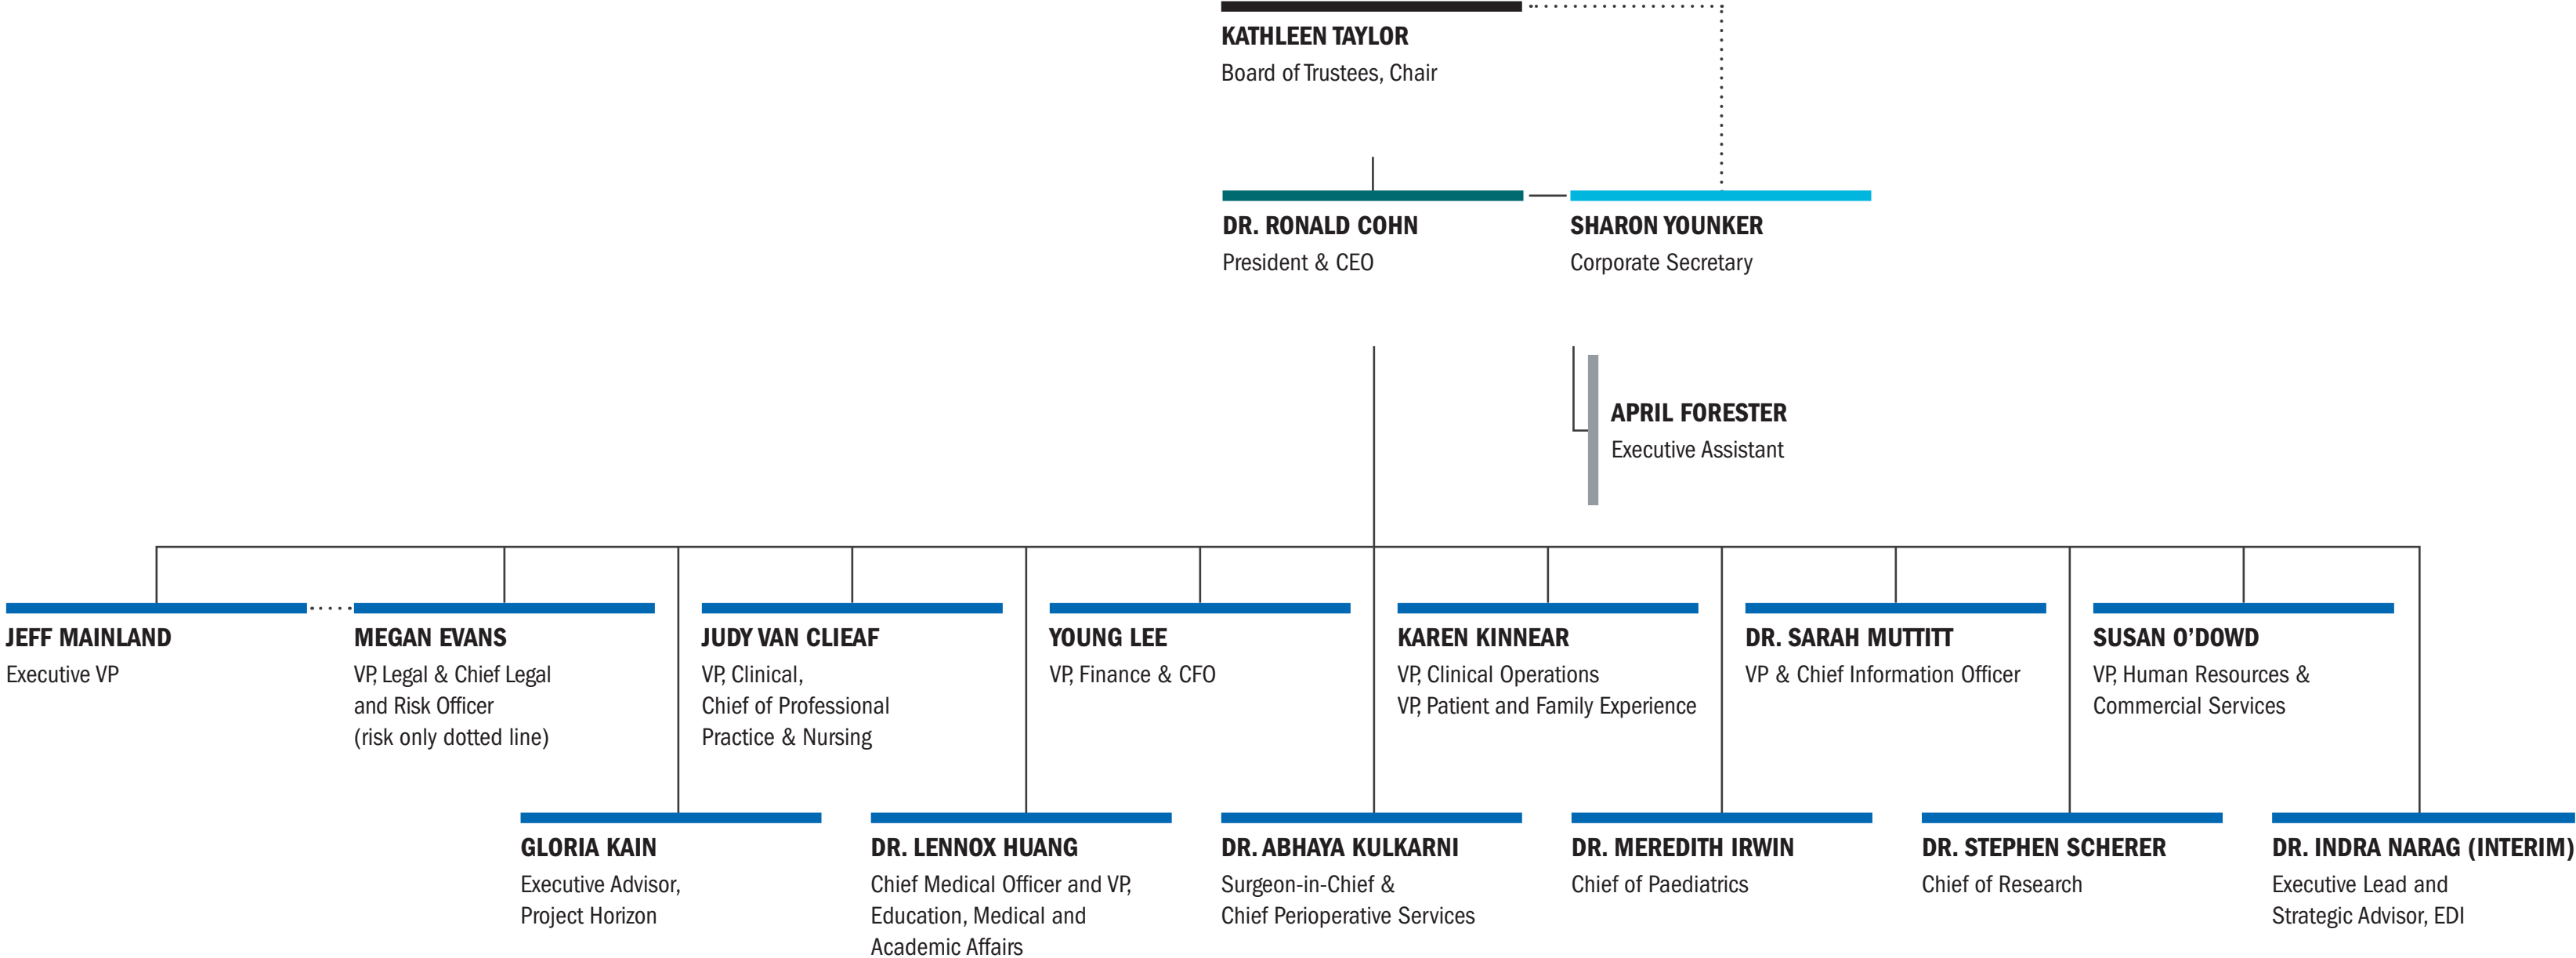 KATHLEEN TAYLOR
Board of Trustees, Chair
DR. RONALD COHN
President & CEO
SHARON YOUNKER
Corporate Secretary
APRIL FORESTER
Executive Assistant
JEFF MAINLAND
Executive VP
MEGAN EVANS
VP, Legal & Chief Legal
and Risk Officer
(risk only dotted line)
JUDY VAN CLIEAF
VP, Clinical,
Chief of Professional
Practice & Nursing
YOUNG LEE
VP, Finance & CFO
KAREN KINNEAR
VP, Clinical Operations
VP, Patient and Family Experience
DR. SARAH MUTTITT
VP & Chief Information Officer
SUSAN O’DOWD
VP, Human Resources &
Commercial Services
GLORIA KAIN
Executive Advisor,
Project Horizon
DR. LENNOX HUANG
Chief Medical Officer and VP,
Education, Medical and
Academic Affairs
DR. ABHAYA KULKARNI
Surgeon-in-Chief &
Chief Perioperative Services
DR. MEREDITH IRWIN
Chief of Paediatrics
DR. STEPHEN SCHERER
Chief of Research
DR. INDRA NARAG (INTERIM)
Executive Lead and
Strategic Advisor, EDI